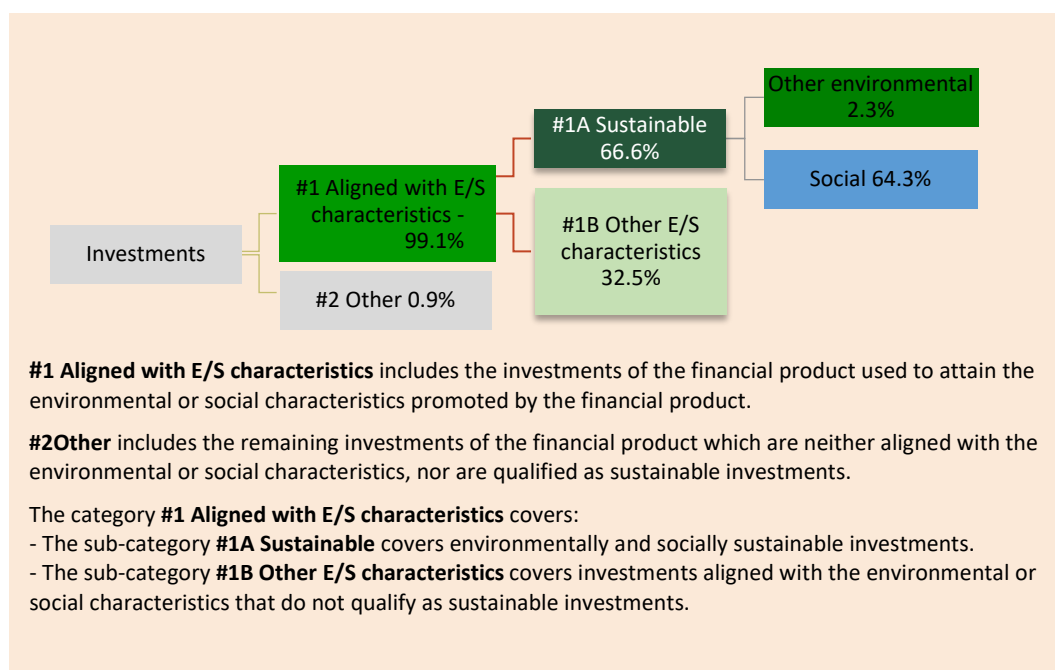 Other environmental
2.3%
#1A Sustainable
66.6%
Social 64.3%
#1 Aligned with E/S
characteristics -
99.1%
#1B Other E/S
characteristics
32.5%
Investments
#2 Other 0.9%
#1 Aligned with E/S characteristics includes the investments of the financial product used to attain the
environmental or social characteristics promoted by the financial product.
#2Other includes the remaining investments of the financial product which are neither aligned with the
environmental or social characteristics, nor are qualified as sustainable investments.
The category #1 Aligned with E/S characteristics covers:
- The sub-category #1A Sustainable covers environmentally and socially sustainable investments.
- The sub-category #1B Other E/S characteristics covers investments aligned with the environmental or
social characteristics that do not qualify as sustainable investments.